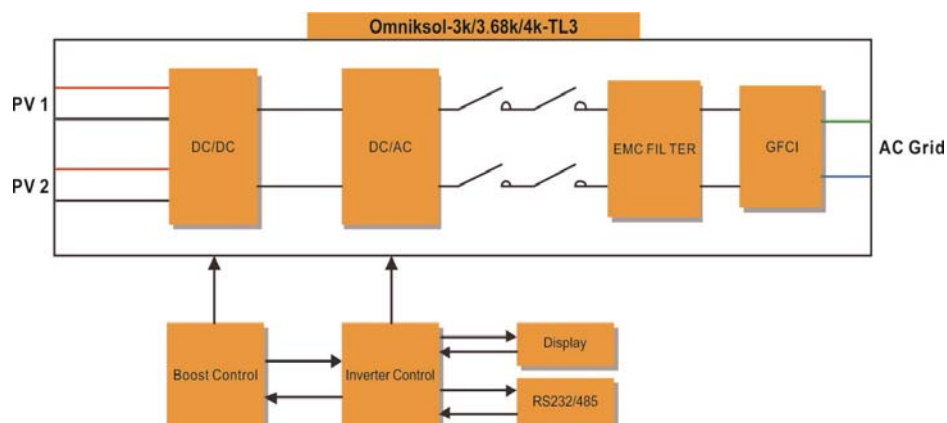 Omniksol-3k/3.68k/4k-TL3
PV 1
DC/DC
DC/AC
EMC FILTER
GFCI
AC Grid
PV 2
Boost Control
Inverter Control
Display
RS232/485